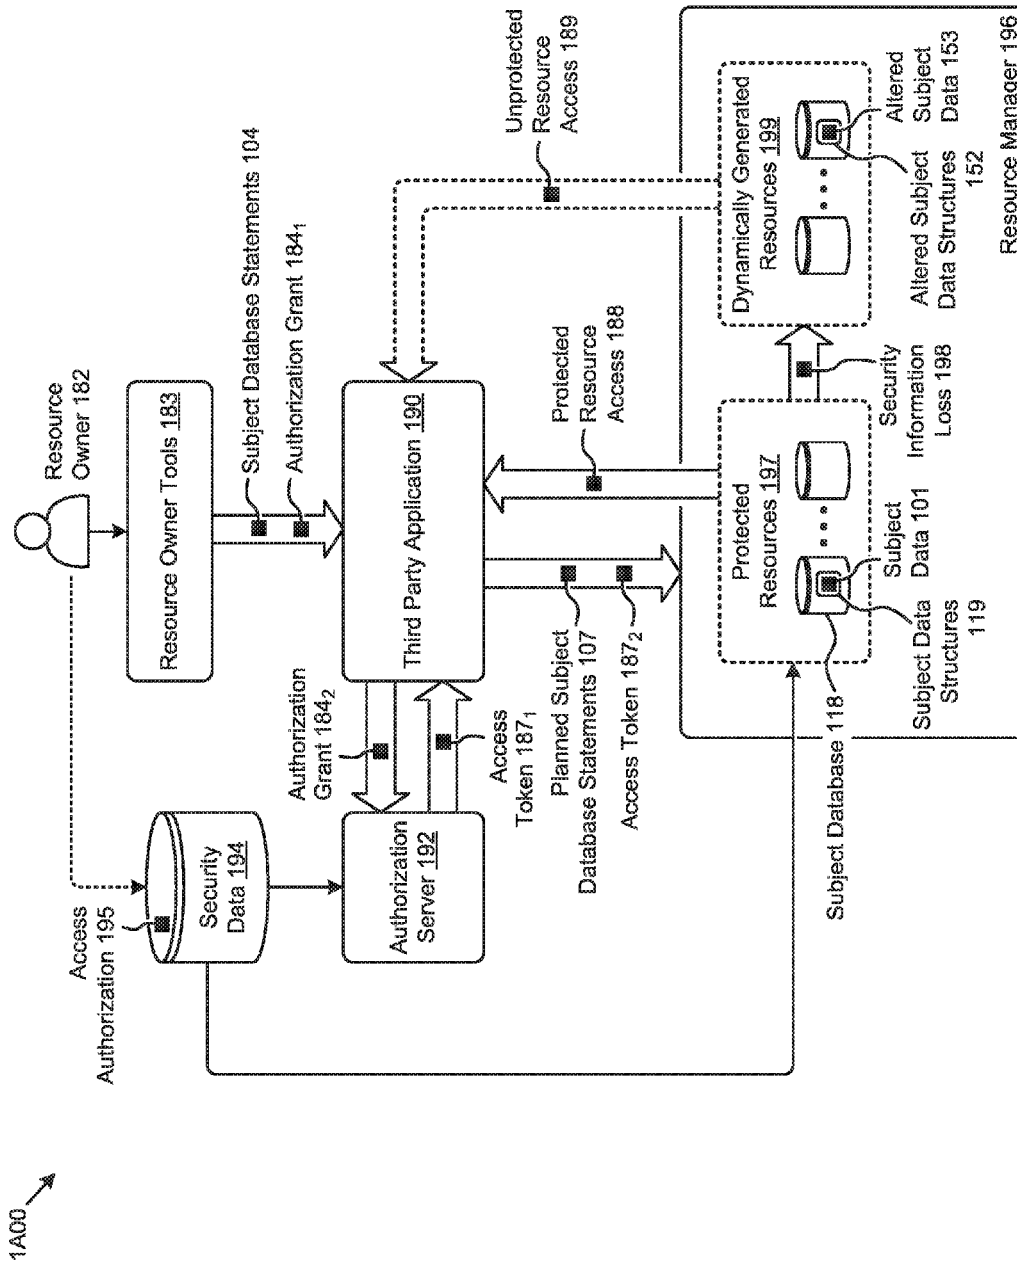 1A00
Resource
Owner 182
Resource Owner Tools 183
Access
Authorization 195
Security
Data 194
Subject Database Statements 104
Authorization Grant 184₁
Authorization
Grant 184₂
Authorization
Server 192
Third Party Application 190
Access
Token 187₁
Unprotected
Resource
Access 189
Planned Subject
Database Statements 107
Access Token 187₂
Protected
Resource
Access 188
Subject Database 118
Protected
Resources 197
Dynamically Generated
Resources 199
Subject Data
Structures
119
Subject
Data 101
Security
Information
Loss 198
Altered Subject
Data Structures
152
Altered
Subject
Data 153
Resource Manager 196